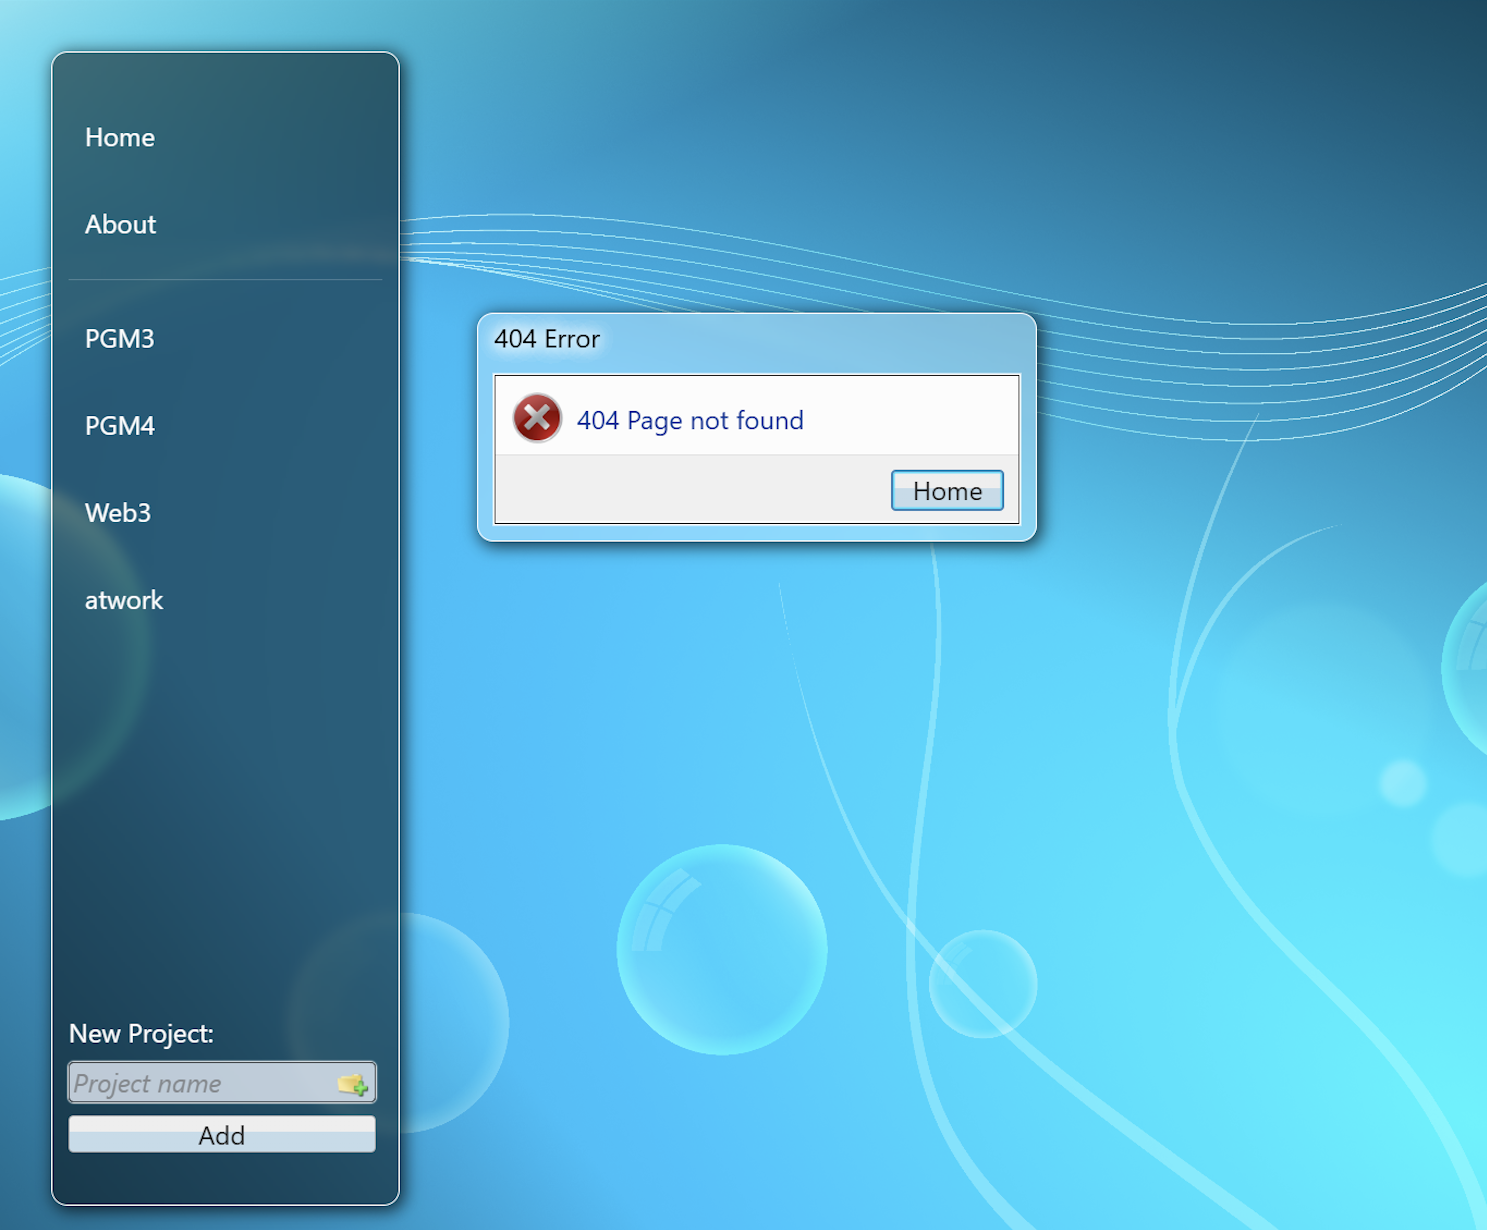 Home
About
PGM3
PGM4
Web3
atwork
New Project:
Project name
Add
404 Error
404 Page not found
Home